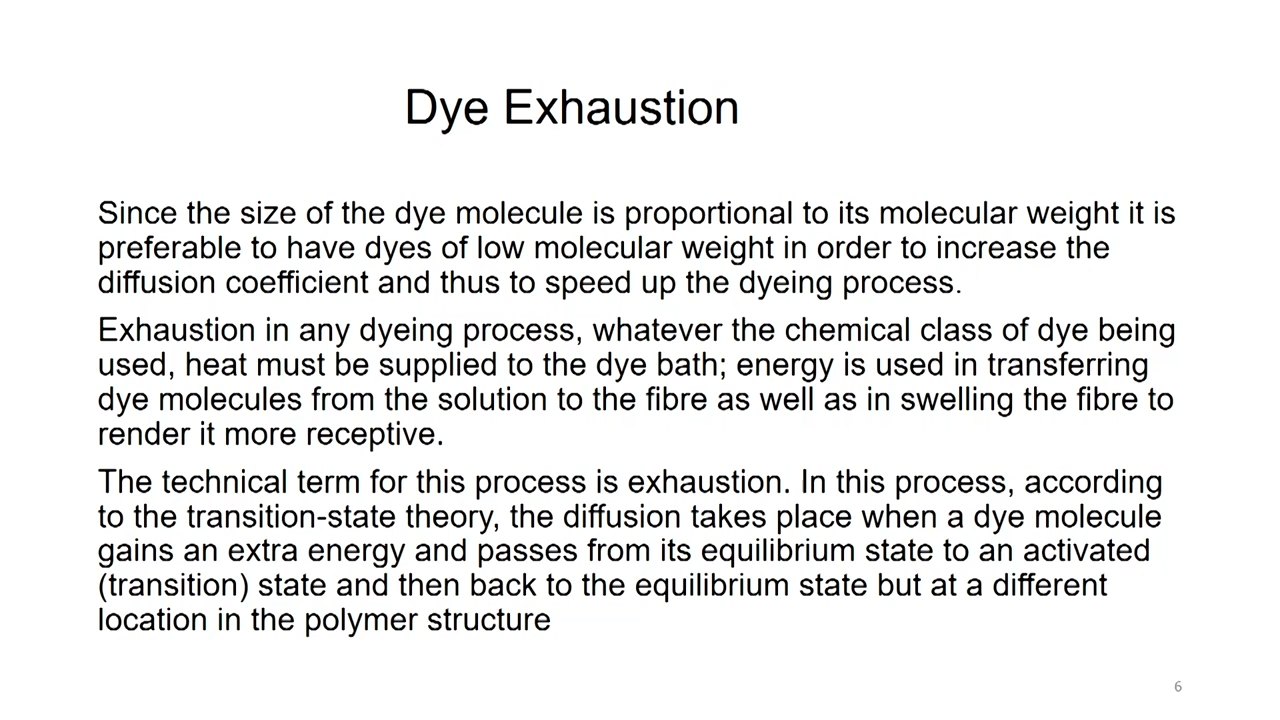 Dye Exhaustion
Since the size of the dye molecule is proportional to its molecular weight it is
preferable to have dyes of low molecular weight in order to increase the
diffusion coefficient and thus to speed up the dyeing process.
Exhaustion in any dyeing process, whatever the chemical class of dye being
used, heat must be supplied to the dye bath; energy is used in transferring
dye molecules from the solution to the fibre as well as in swelling the fibre to
render it more receptive.
The technical term for this process is exhaustion. In this process, according
to the transition-state theory, the diffusion takes place when a dye molecule
gains an extra energy and passes from its equilibrium state to an activated
(transition) state and then back to the equilibrium state but at a different
location in the polymer structure
6